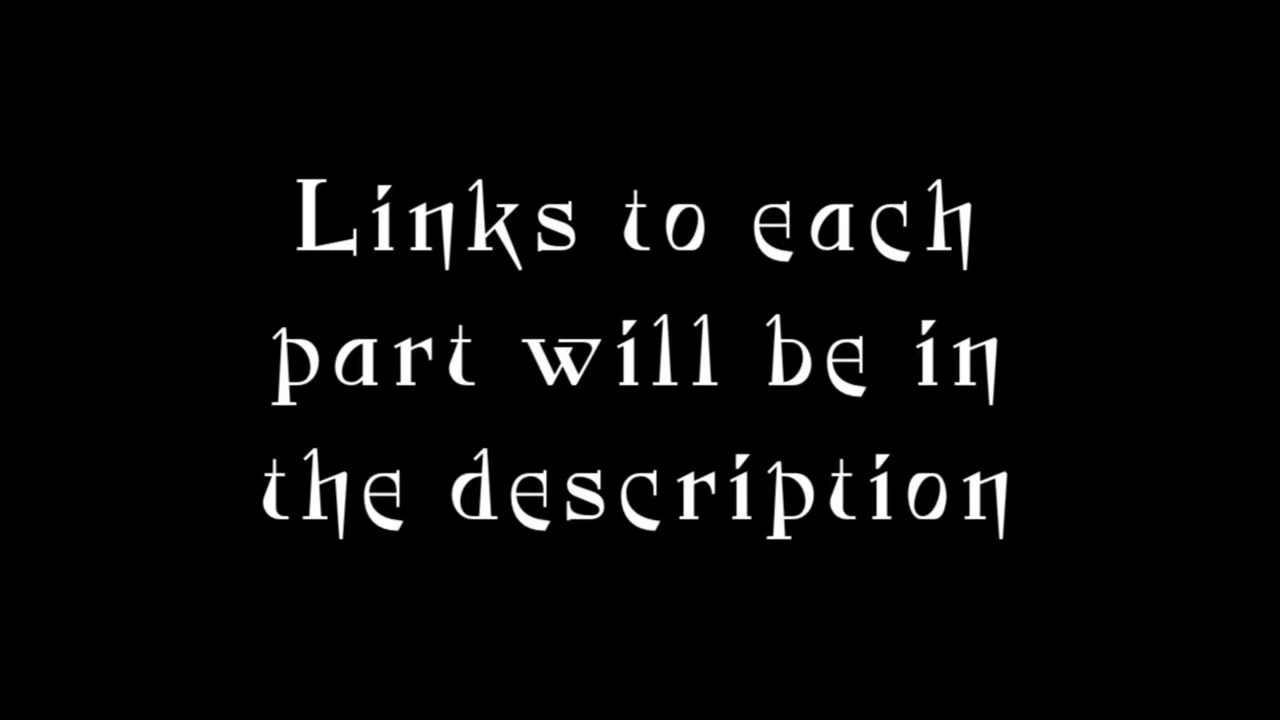 Links to each
part will be in
the description